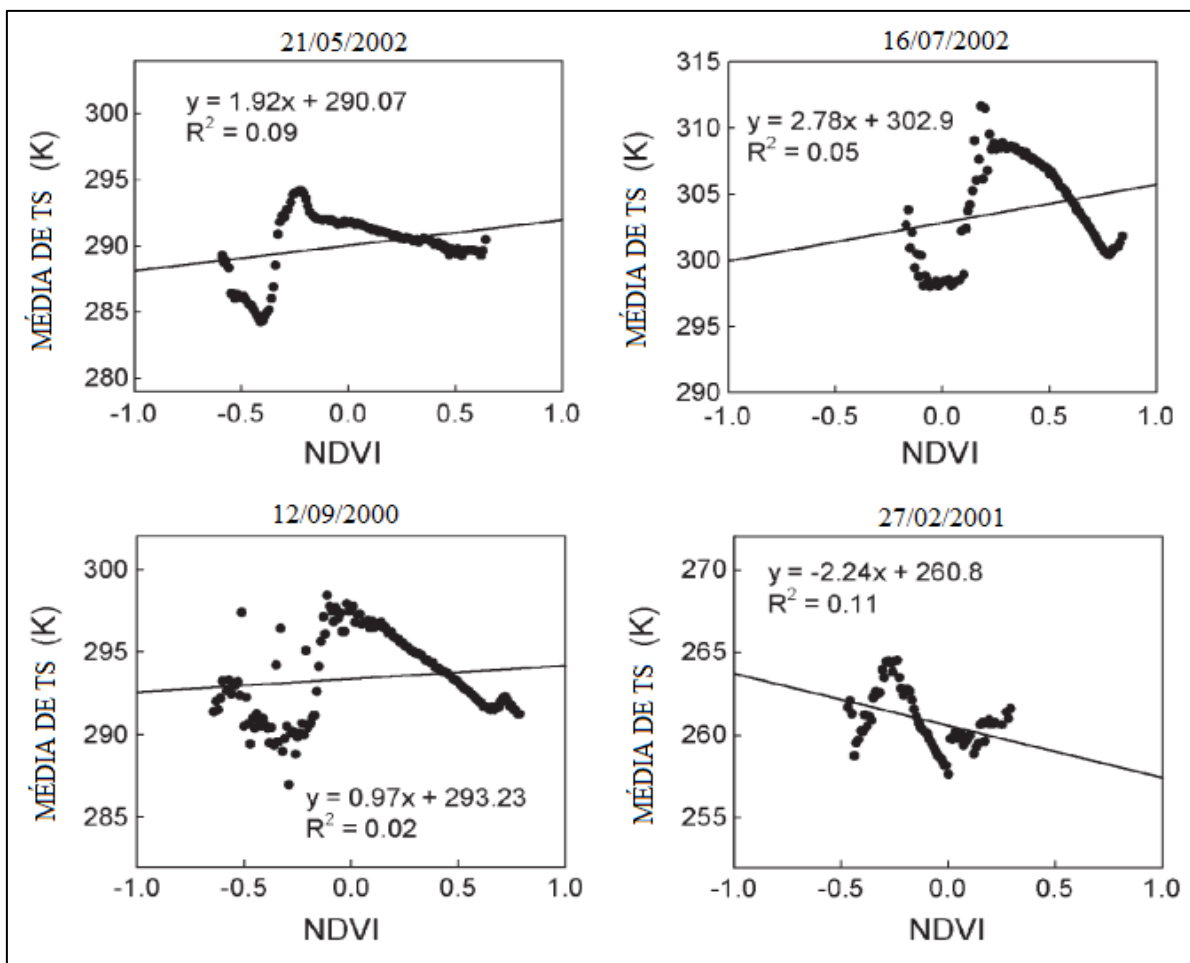 21/05/2002
MÉDIA DE TS (K)
300
295
290
285
280
y = 1.92x + 290.07
R² = 0.09
-1.0 -0.5 0.0 0.5 1.0
NDVI
16/07/2002
MÉDIA DE TS (K)
315
310
305
300
295
290
y = 2.78x + 302.9
R² = 0.05
-1.0 -0.5 0.0 0.5 1.0
NDVI
12/09/2000
MÉDIA DE TS (K)
300
295
290
285
y = 0.97x + 293.23
R² = 0.02
-1.0 -0.5 0.0 0.5 1.0
NDVI
27/02/2001
MÉDIA DE TS (K)
270
265
260
255
y = -2.24x + 260.8
R² = 0.11
-1.0 -0.5 0.0 0.5 1.0
NDVI